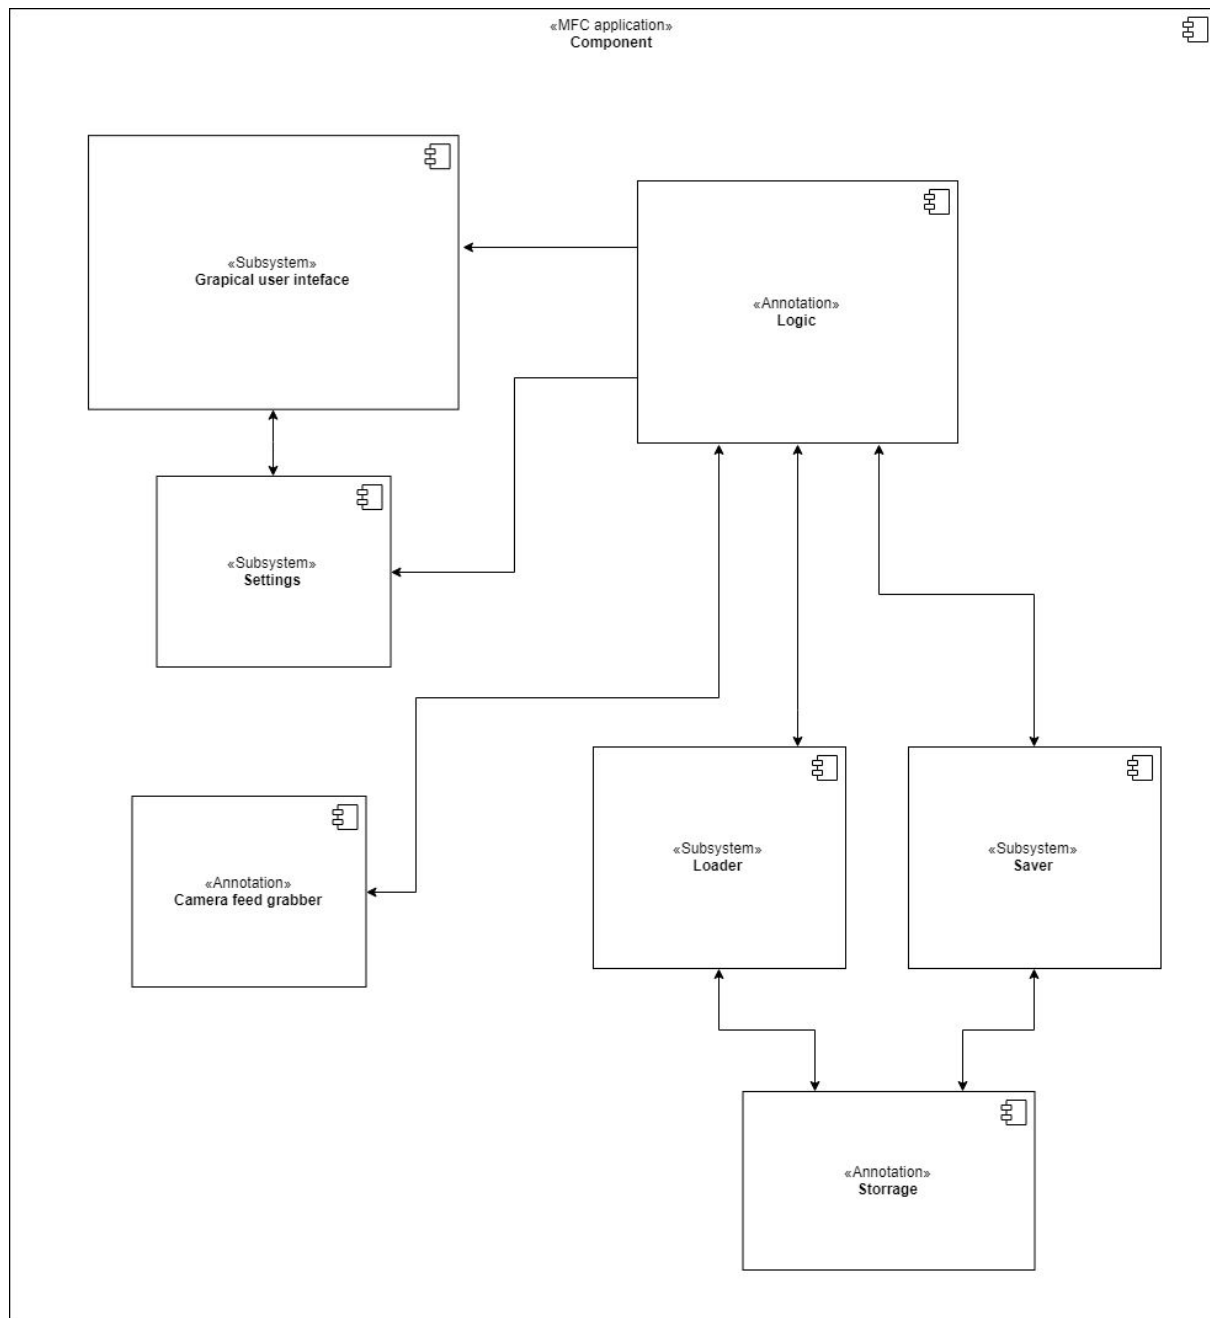 «MFC application»
Component
«Subsystem»
Grapical user inteface
«Annotation»
Logic
«Subsystem»
Settings
«Annotation»
Camera feed grabber
«Subsystem»
Loader
«Subsystem»
Saver
«Annotation»
Storrage